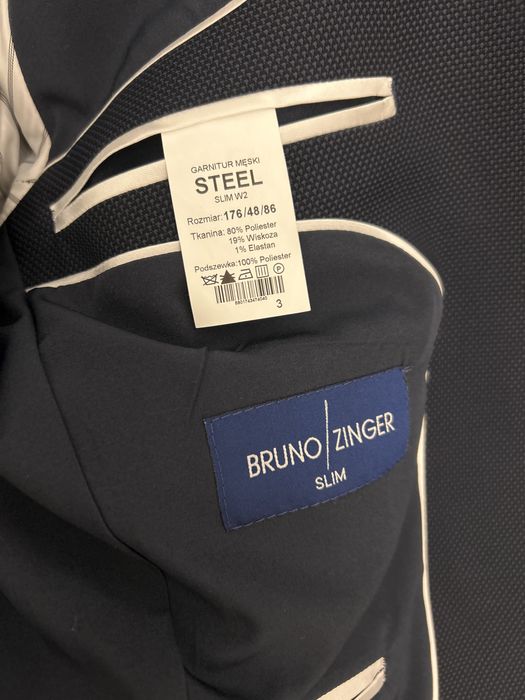 GARNITUR MĘSKI
STEEL
SLIM W2
Rozmiar: 176/48/86
Tkanina: 80% Poliester
19% Wiskoza
1% Elastan
Podszewka:100% Poliester
P
3
BRUNO ZINGER
SLIM